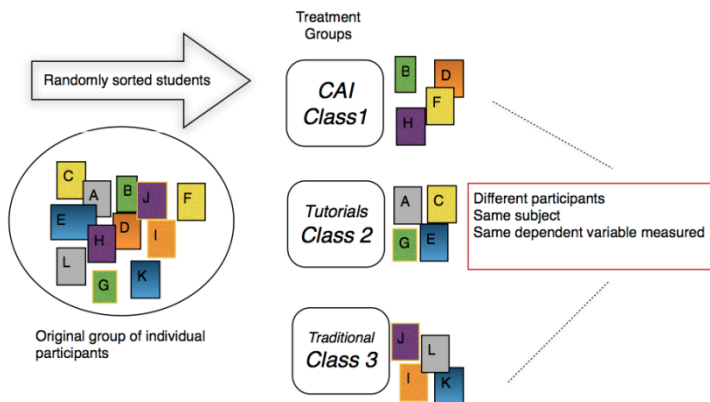 Treatment
Groups
Randomly sorted students
CAI
Class1
B
D
F
H
C
A
B
J
F
E
H
D
I
L
G
K
Original group of individual
participants
Tutorials
Class 2
A
C
G
E
Different participants
Same subject
Same dependent variable measured
Traditional
Class 3
J
L
I
K